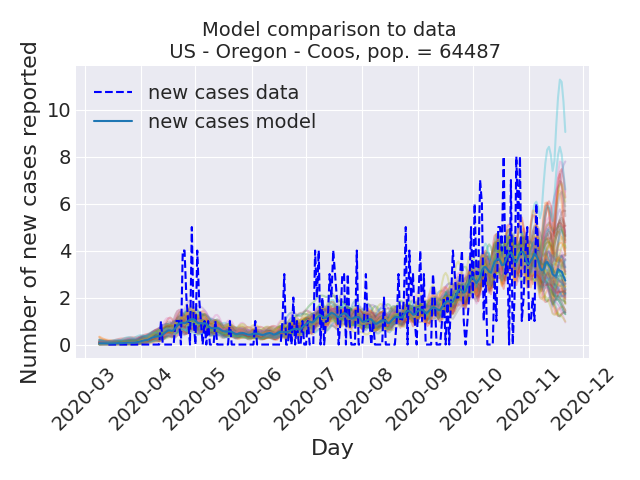 Model comparison to data
US - Oregon - Coos, pop. = 64487
Number of new cases reported
new cases data
new cases model
10
8
6
4
2
0
2020-03
2020-04
2020-05
2020-06
2020-07
2020-08
2020-09
2020-10
2020-11
2020-12
Day